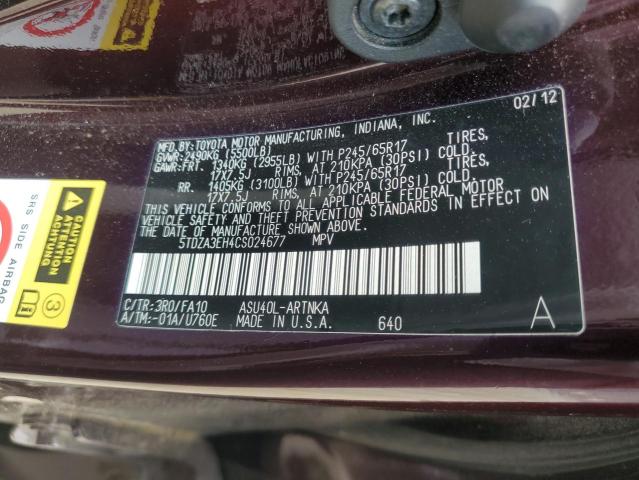 02/12
MFD.BY:TOYOTA MOTOR MANUFACTURING, INDIANA, INC.
GVWR:2490KG (5500LB)
GAWR:FRT. 1340KG (2955LB) WITH P245/65R17 TIRES,
17X7.5J RIMS, AT 210KPA (30PSI) COLD.
RR. 1405KG (3100LB) WITH P245/65R17 TIRES,
17X7.5J RIMS, AT 210KPA (30PSI) COLD.
THIS VEHICLE CONFORMS TO ALL APPLICABLE FEDERAL MOTOR
VEHICLE SAFETY AND THEFT PREVENTION STANDARDS IN EFFECT ON
THE DATE OF MANUFACTURE SHOWN ABOVE.
5TDZA3EH4CS024677 MPV
C/TR:3R0/FA10 ASU40L-ARTNKA
A/TM:-01A/U760E MADE IN U.S.A. 640 A
SRS SIDE AIRBAG
CAUTION
ATTENTION
3